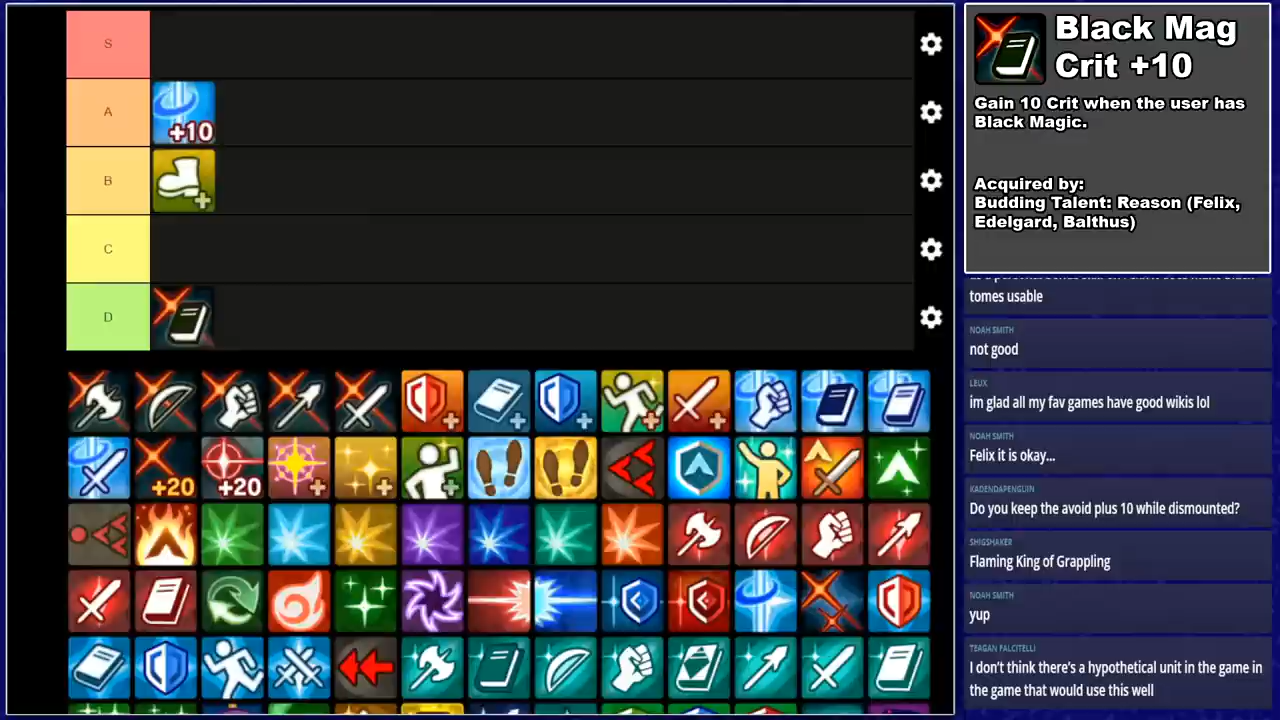 S
A
+10
B
C
D
+20
+20
Black Mag
Crit +10
Gain 10 Crit when the user has
Black Magic.
Acquired by:
Budding Talent: Reason (Felix,
Edelgard, Balthus)
tomes usable
NOAH SMITH
not good
LEUX
im glad all my fav games have good wikis lol
NOAH SMITH
Felix it is okay...
KADENDAPENGUIN
Do you keep the avoid plus 10 while dismounted?
SHIGSHAKER
Flaming King of Grappling
NOAH SMITH
yup
TEAGAN PALCITELLI
I don't think there's a hypothetical unit in the game in
the game that would use this well